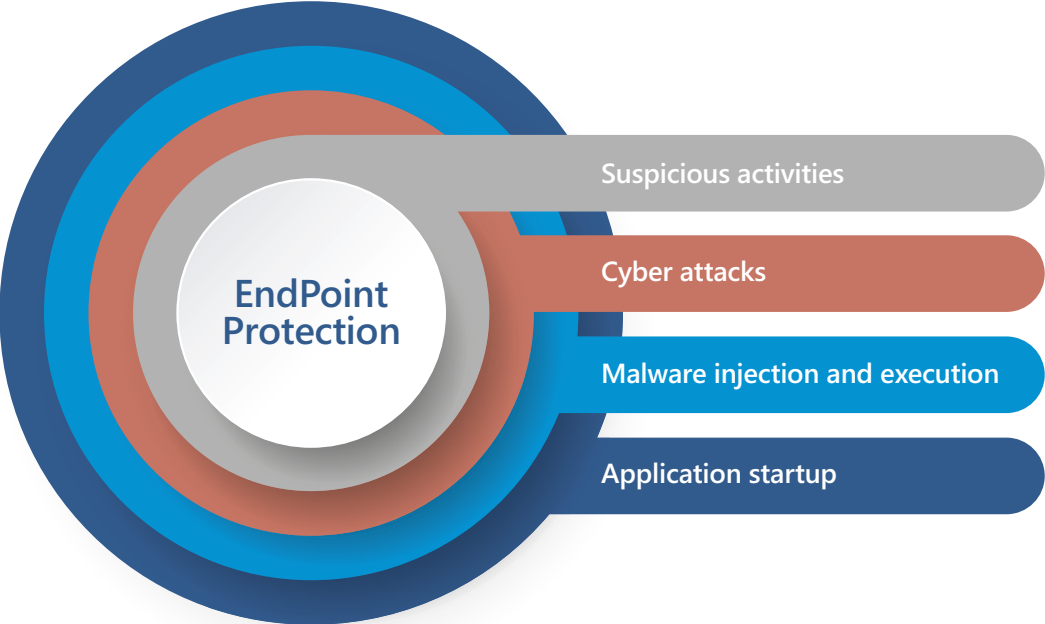 EndPoint
Protection
Suspicious activities
Cyber attacks
Malware injection and execution
Application startup